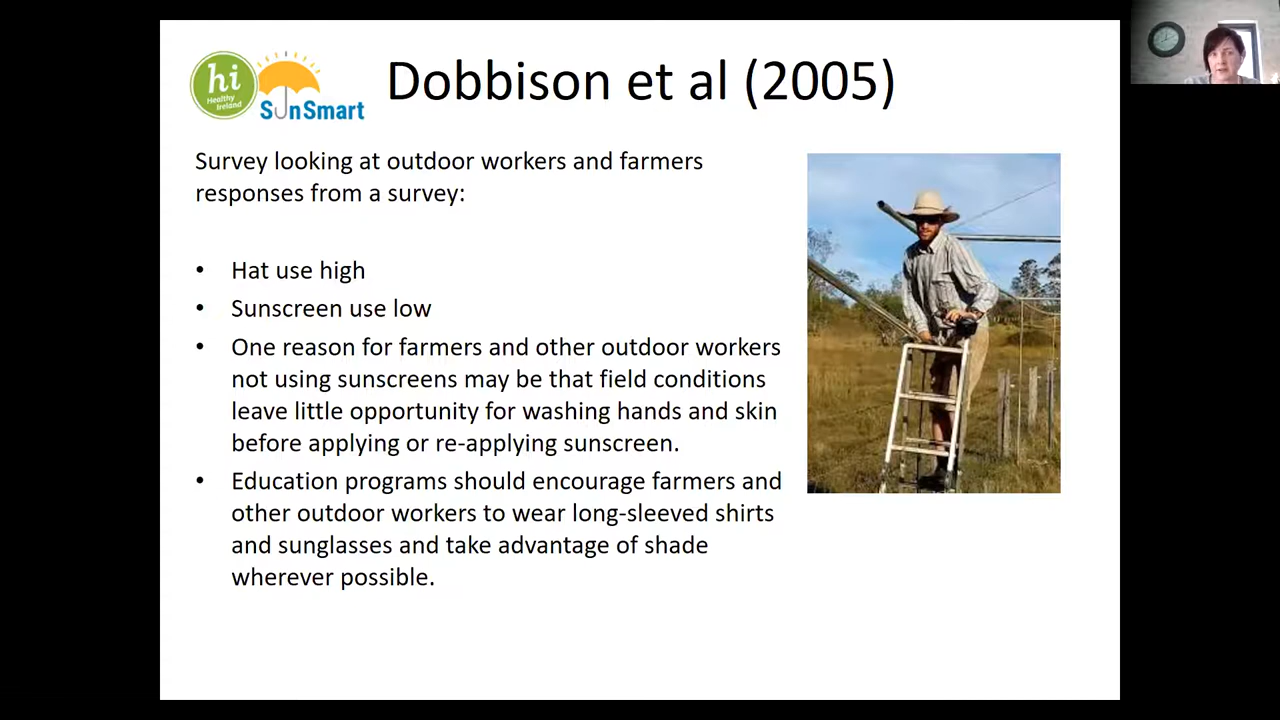 hi
Healthy
Ireland
SunSmart
Dobbison et al (2005)
Survey looking at outdoor workers and farmers
responses from a survey:
• Hat use high
• Sunscreen use low
• One reason for farmers and other outdoor workers
not using sunscreens may be that field conditions
leave little opportunity for washing hands and skin
before applying or re-applying sunscreen.
• Education programs should encourage farmers and
other outdoor workers to wear long-sleeved shirts
and sunglasses and take advantage of shade
wherever possible.